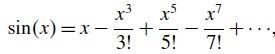 sin(x) = x − x³/3! + x⁵/5! − x⁷/7! + ···,